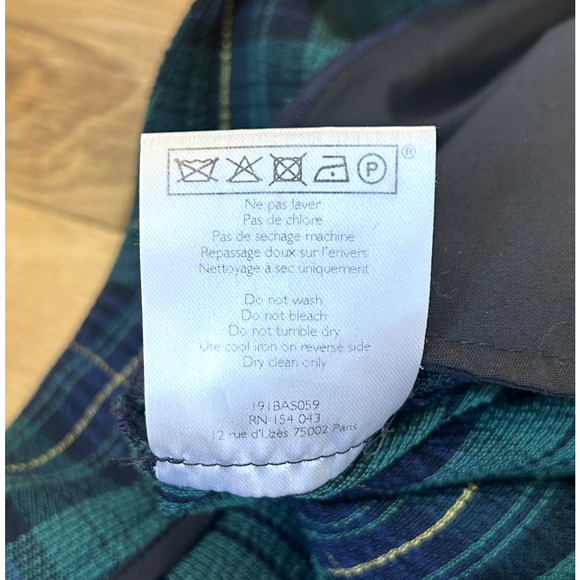 P ®
Ne pas laver
Pas de chlore
Pas de sechage machine
Repassage doux sur l'envers
Nettoyage à sec uniquement
Do not wash
Do not bleach
Do not tumble dry
Use cool iron on reverse side
Dry clean only
191BAS059
RN 154 043
12 rue d'Uzès 75002 Paris